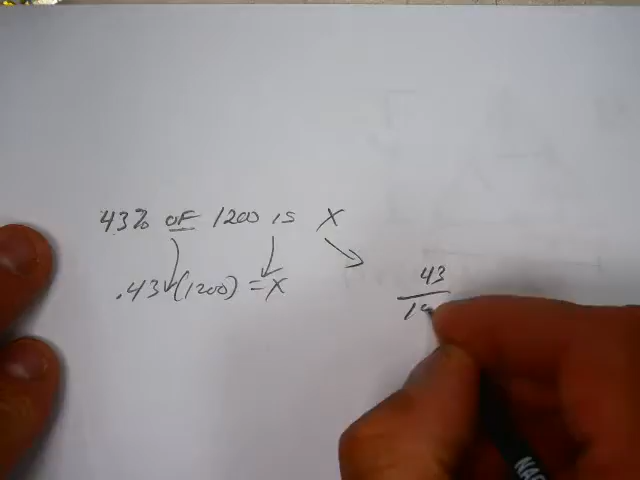 43% of 1200 is X
.43(1200) = X
43